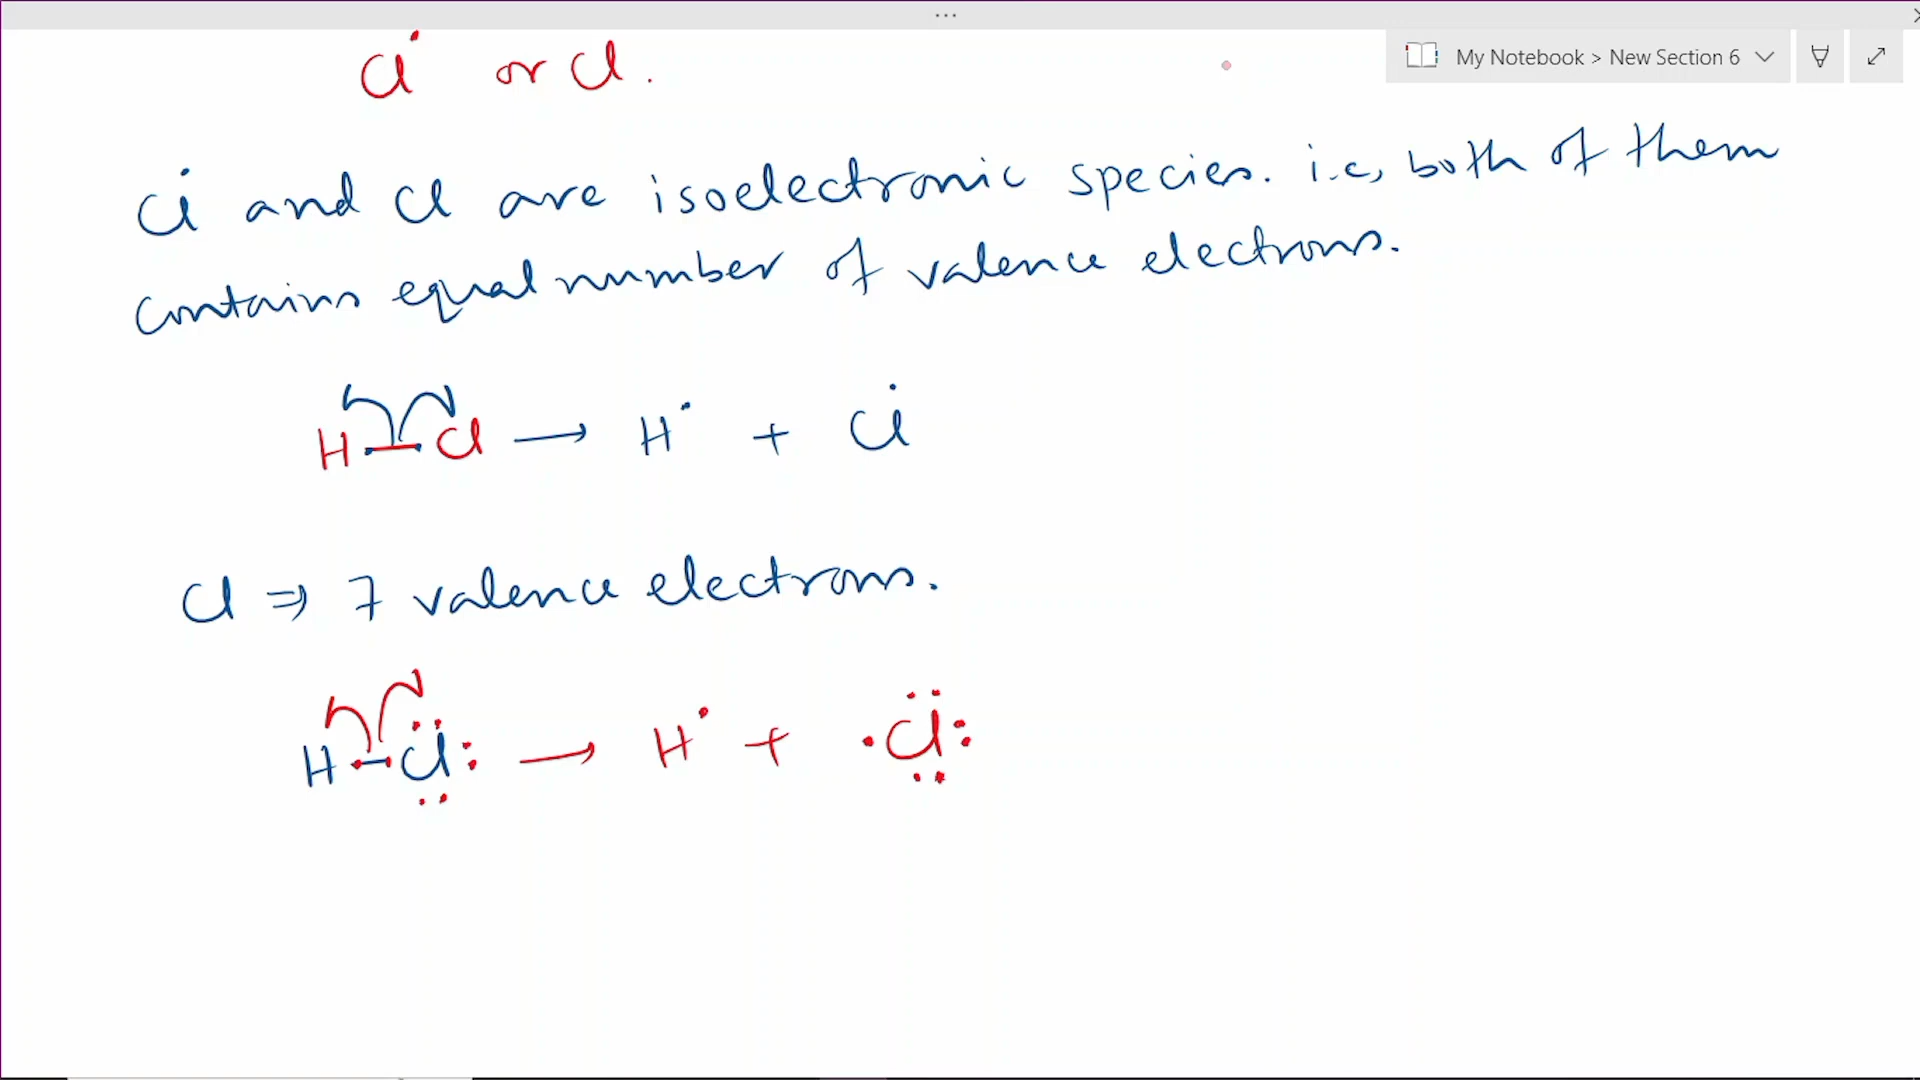 ...
My Notebook > New Section 6
Cl• or Cl.
Cl• and Cl are isoelectronic species. i.e, both of them
contains equal number of valence electrons.
H–Cl → H• + Cl•
Cl ⇒ 7 valence electrons.
H–Cl: → H• + •Cl: